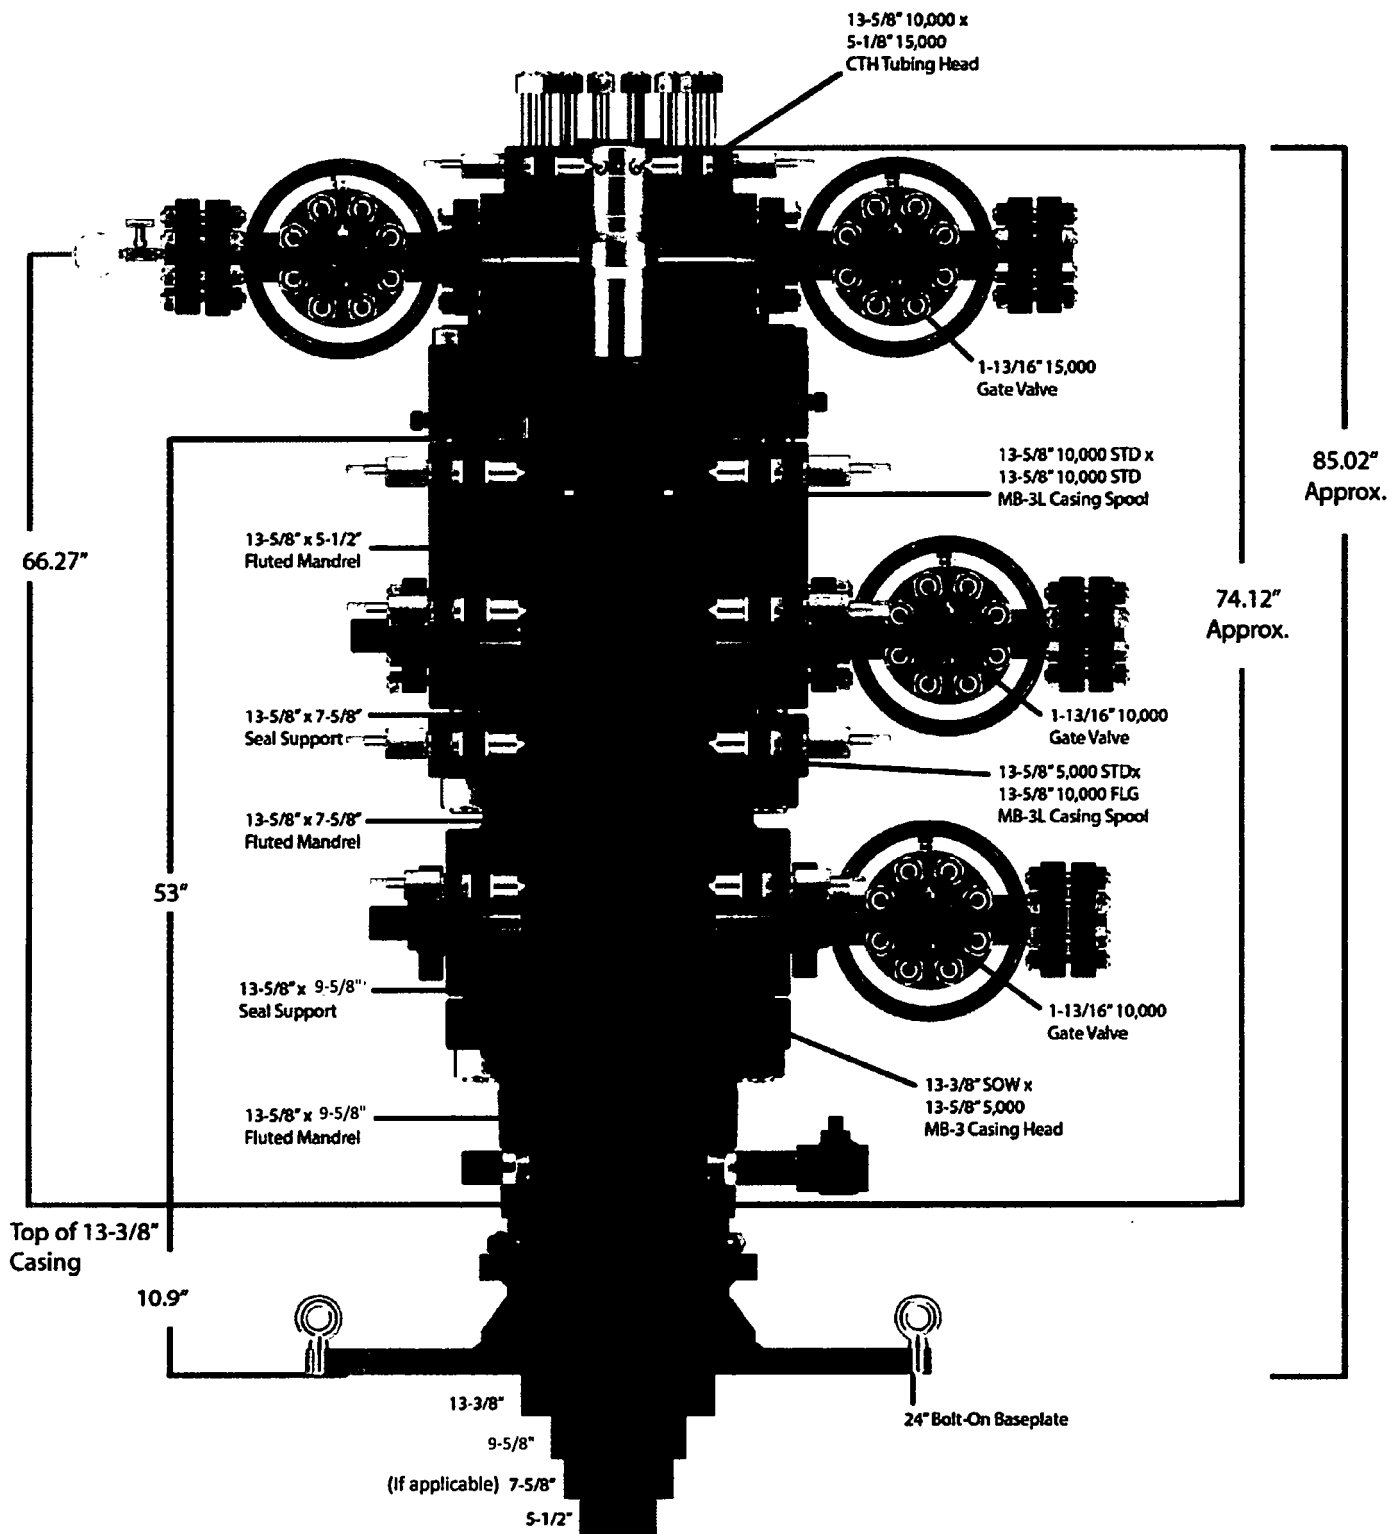 13-5/8" 10,000 x
5-1/8" 15,000
CTH Tubing Head
1-13/16" 15,000
Gate Valve
13-5/8" 10,000 STD x
13-5/8" 10,000 STD
MB-3L Casing Spool
85.02"
Approx.
66.27"
13-5/8" x 5-1/2"
Fluted Mandrel
74.12"
Approx.
13-5/8" x 7-5/8"
Seal Support
1-13/16" 10,000
Gate Valve
13-5/8" 5,000 STDx
13-5/8" 10,000 FLG
MB-3L Casing Spool
13-5/8" x 7-5/8"
Fluted Mandrel
53"
13-5/8" x 9-5/8"
Seal Support
1-13/16" 10,000
Gate Valve
13-3/8" SOW x
13-5/8" 5,000
MB-3 Casing Head
13-5/8" x 9-5/8"
Fluted Mandrel
Top of 13-3/8"
Casing
10.9"
13-3/8"
24" Bolt-On Baseplate
9-5/8"
(If applicable) 7-5/8"
5-1/2"